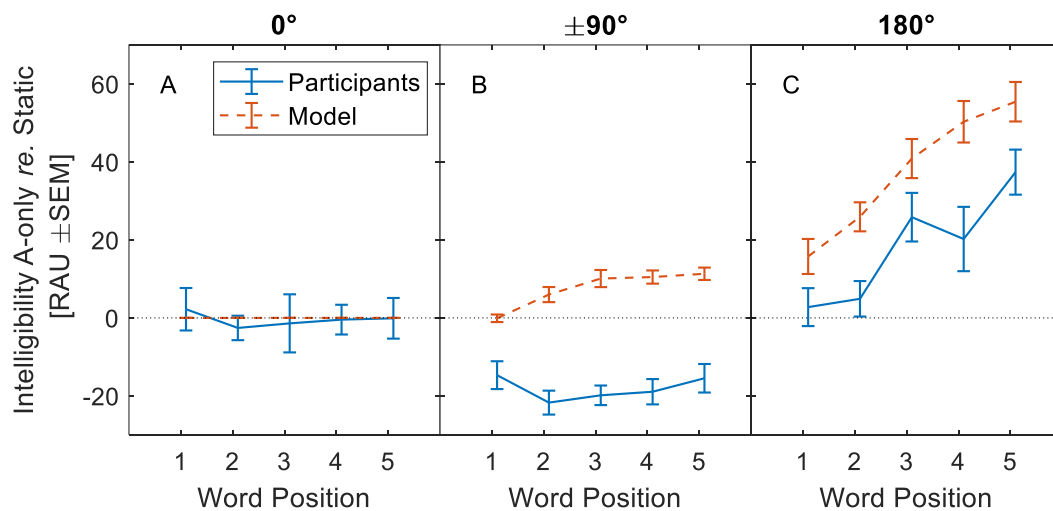 0°
±90°
180°
Intelligibility A-only re. Static
[RAU ±SEM]
60
40
20
0
-20
A
Participants
Model
B
C
1 2 3 4 5
1 2 3 4 5
1 2 3 4 5
Word Position
Word Position
Word Position